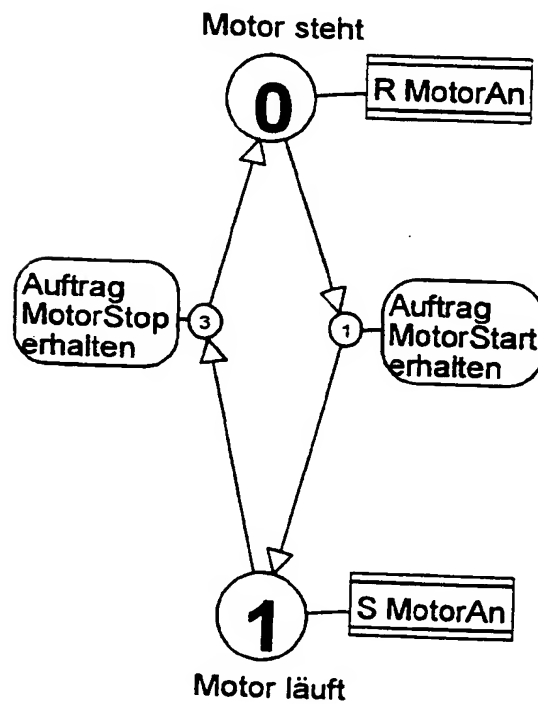 Motor steht
0
R MotorAn
Auftrag
MotorStop
erhalten
3
1
Auftrag
MotorStart
erhalten
1
S MotorAn
Motor läuft